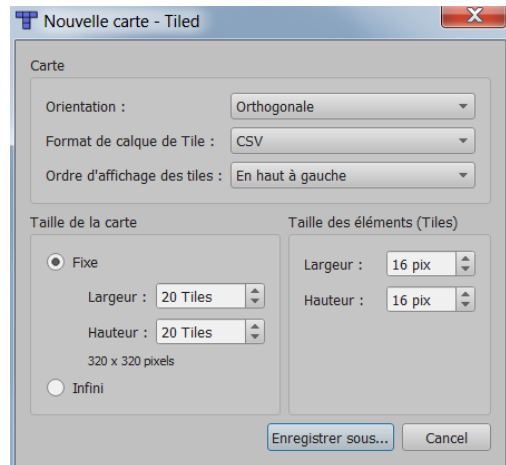 Nouvelle carte - Tiled
Carte
Orientation : Orthogonale
Format de calque de Tile : CSV
Ordre d'affichage des tiles : En haut à gauche
Taille de la carte
Fixe
Largeur : 20 Tiles
Hauteur : 20 Tiles
320 x 320 pixels
Infini
Taille des éléments (Tiles)
Largeur : 16 pix
Hauteur : 16 pix
Enregistrer sous... Cancel